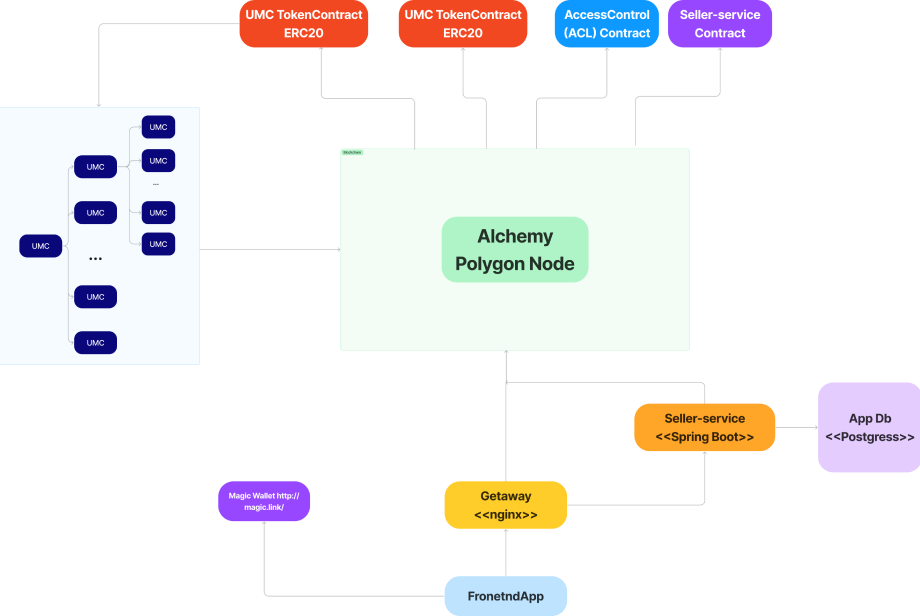 UMC TokenContract
ERC20
UMC TokenContract
ERC20
AccessControl
(ACL) Contract
Seller-service
Contract
UMC
UMC
UMC
UMC
...
UMC
UMC
UMC
UMC
...
UMC
UMC
Blockchain
Alchemy
Polygon Node
Seller-service
<<Spring Boot>>
App Db
<<Postgress>>
Magic Wallet http://
magic.link/
Getaway
<<nginx>>
FronetndApp